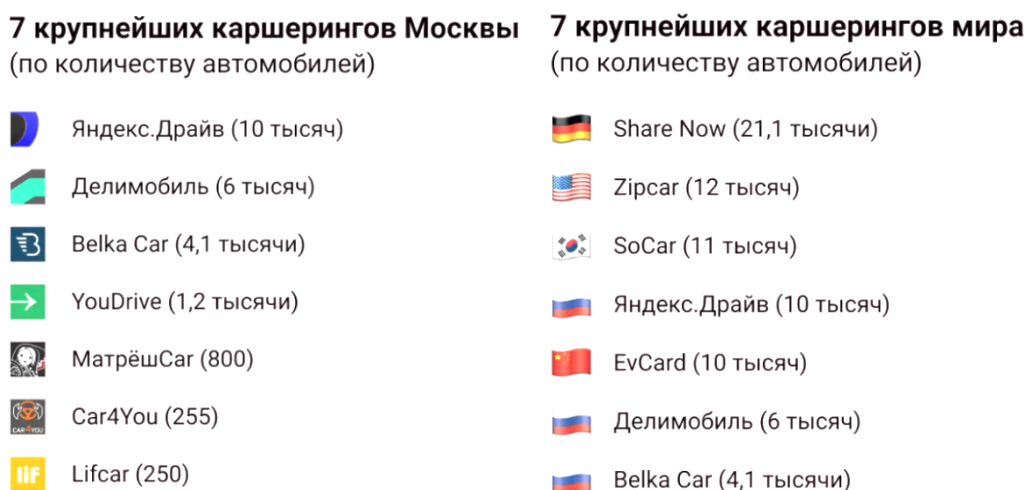 7 крупнейших каршерингов Москвы
(по количеству автомобилей)
Яндекс.Драйв (10 тысяч)
Делимобиль (6 тысяч)
Belka Car (4,1 тысячи)
YouDrive (1,2 тысячи)
МатрёшCar (800)
CAR4YOU
Car4You (255)
lif
Lifcar (250)
7 крупнейших каршерингов мира
(по количеству автомобилей)
Share Now (21,1 тысячи)
Zipcar (12 тысяч)
SoCar (11 тысяч)
Яндекс.Драйв (10 тысяч)
EvCard (10 тысяч)
Делимобиль (6 тысяч)
Belka Car (4,1 тысячи)